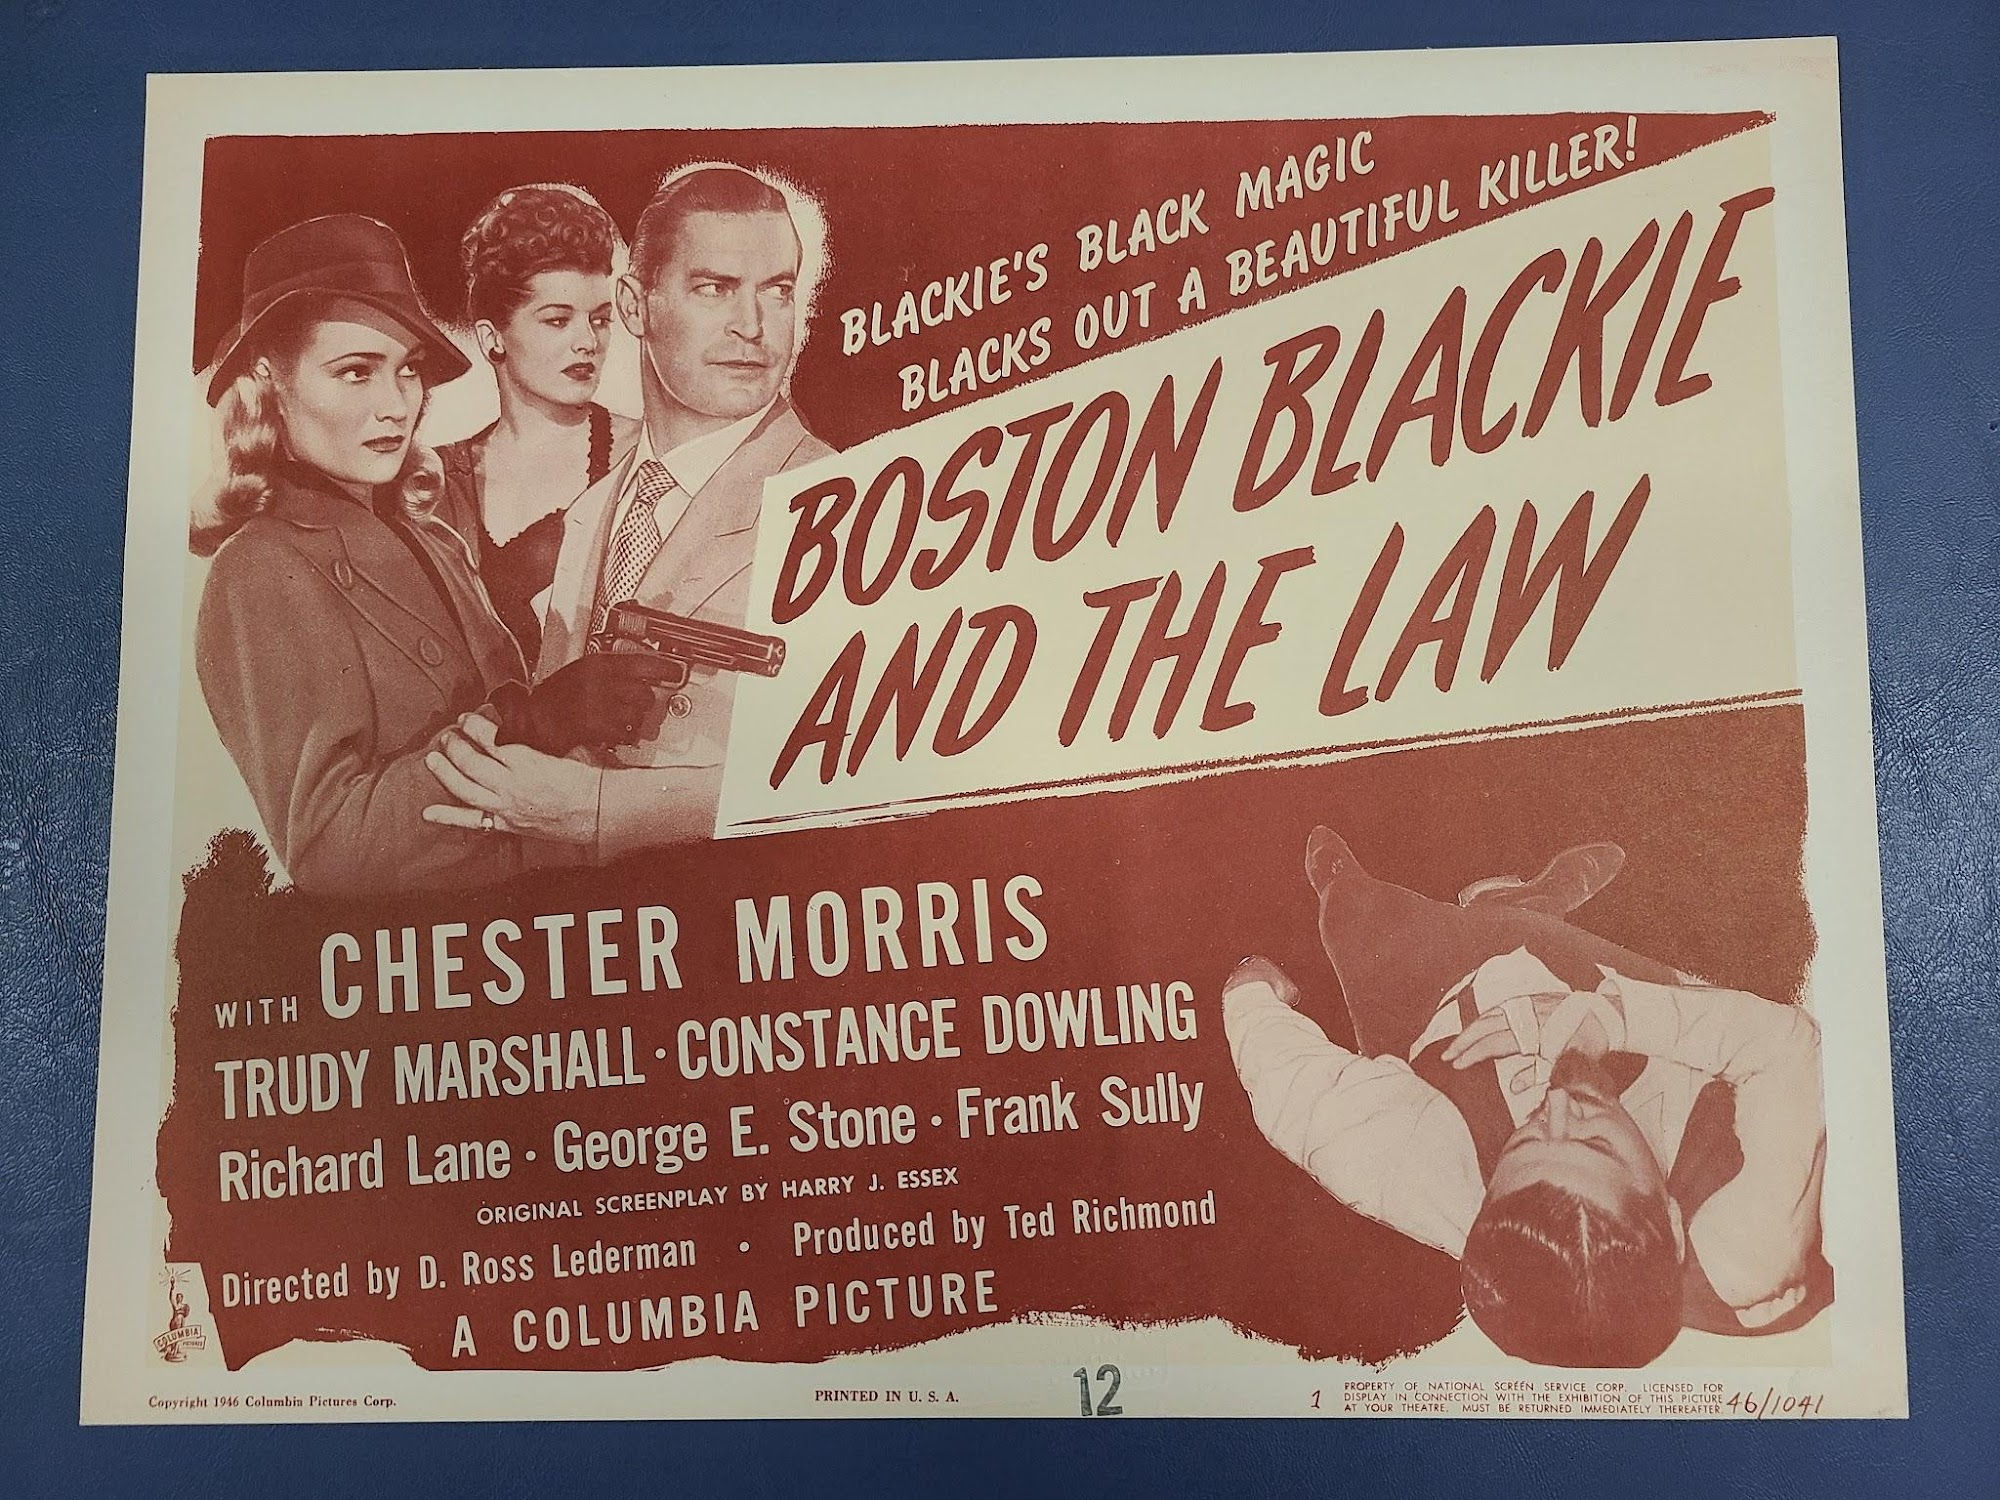 BLACKIE'S BLACK MAGIC
BLACKS OUT A BEAUTIFUL KILLER!
BOSTON BLACKIE
AND THE LAW
WITH CHESTER MORRIS
TRUDY MARSHALL · CONSTANCE DOWLING
Richard Lane · George E. Stone · Frank Sully
ORIGINAL SCREENPLAY BY HARRY J. ESSEX
Directed by D. Ross Lederman • Produced by Ted Richmond
A COLUMBIA PICTURE
COLUMBIA
PICTURES
Copyright 1946 Columbia Pictures Corp.
PRINTED IN U. S. A.
12
1
PROPERTY OF NATIONAL SCREEN SERVICE CORP. LICENSED FOR
DISPLAY IN CONNECTION WITH THE EXHIBITION OF THIS PICTURE
AT YOUR THEATRE. MUST BE RETURNED IMMEDIATELY THEREAFTER.
46/1041